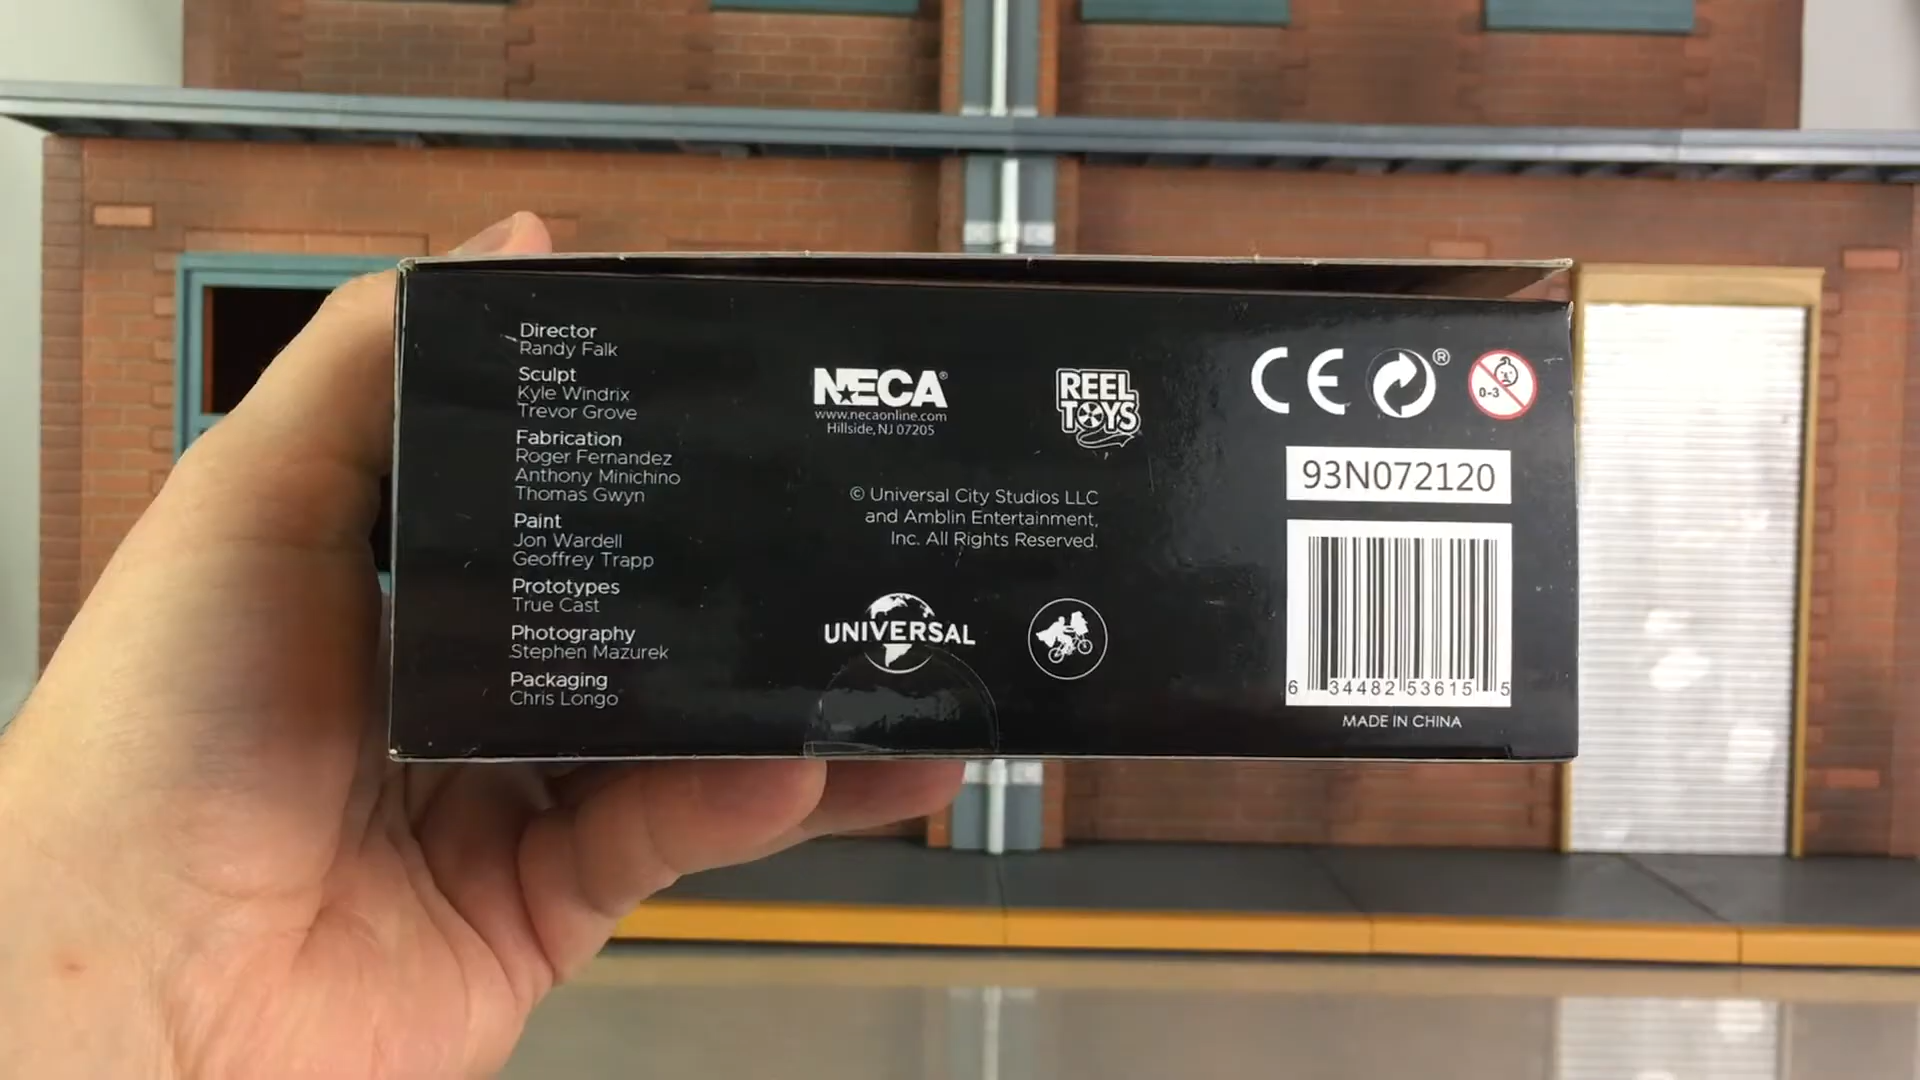 Director
Randy Falk
Sculpt
Kyle Windrix
Trevor Grove
Fabrication
Roger Fernandez
Anthony Minichino
Thomas Gwyn
Paint
Jon Wardell
Geoffrey Trapp
Prototypes
True Cast
Photography
Stephen Mazurek
Packaging
Chris Longo
NECA®
www.necaonline.com
Hillside, NJ 07205
REEL
TOYS
© Universal City Studios LLC
and Amblin Entertainment,
Inc. All Rights Reserved.
UNIVERSAL
CE ®
0-3
93N072120
6 34482 53615 5
MADE IN CHINA